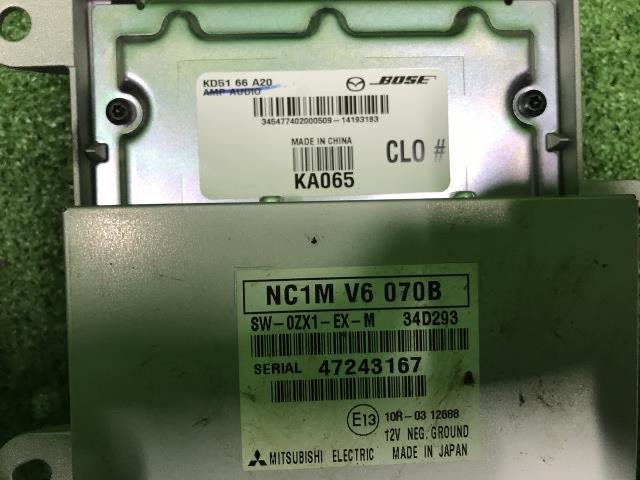 KD51 66 A20
AMP AUDIO
BOSE
345477402000509-14193183
MADE IN CHINA
KA065
CLO #
NC1M V6 070B
SW-0ZX1-EX-M 34D293
SERIAL 47243167
E13
10R-03 12688
12V NEG. GROUND
MITSUBISHI ELECTRIC MADE IN JAPAN